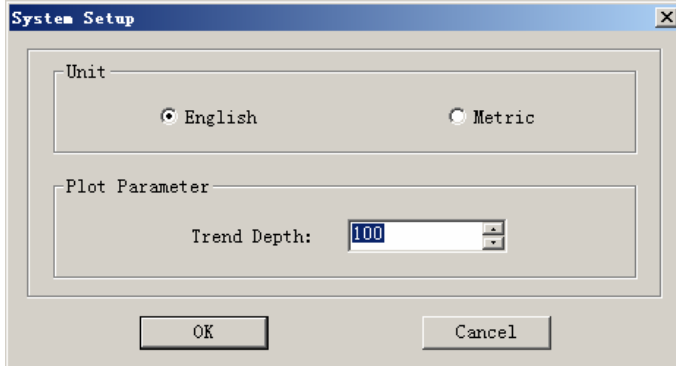 System Setup
Unit
English
Metric
Plot Parameter
Trend Depth:
100
OK
Cancel